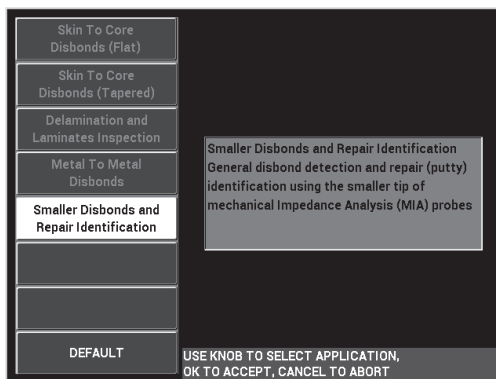 Skin To Core
Disbonds (Flat)
Skin To Core
Disbonds (Tapered)
Delamination and
Laminates Inspection
Metal To Metal
Disbonds
Smaller Disbonds and
Repair Identification
DEFAULT
Smaller Disbonds and Repair Identification
General disbond detection and repair (putty)
identification using the smaller tip of
mechanical Impedance Analysis (MIA) probes
USE KNOB TO SELECT APPLICATION,
OK TO ACCEPT, CANCEL TO ABORT